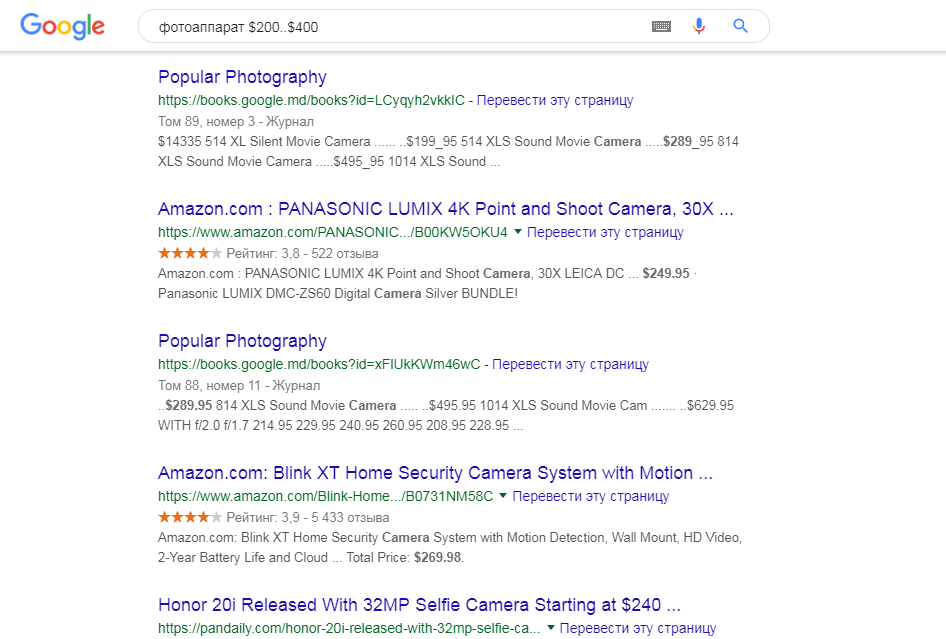 Google
фотоаппарат $200..$400
Popular Photography
https://books.google.md/books?id=LCyqyh2vkkIC - Перевести эту страницу
Том 89, номер 3 - Журнал
$14335 514 XL Silent Movie Camera ...... ..$199_95 514 XLS Sound Movie Camera .....$289_95 814
XLS Sound Movie Camera .....$495_95 1014 XLS Sound ...
Amazon.com : PANASONIC LUMIX 4K Point and Shoot Camera, 30X ...
https://www.amazon.com/PANASONIC.../B00KW5OKU4 ▼ Перевести эту страницу
★★★★★ Рейтинг: 3,8 - 522 отзыва
Amazon.com : PANASONIC LUMIX 4K Point and Shoot Camera, 30X LEICA DC ... $249.95 ·
Panasonic LUMIX DMC-ZS60 Digital Camera Silver BUNDLE!
Popular Photography
https://books.google.md/books?id=xFIUkKWm46wC - Перевести эту страницу
Том 88, номер 11 - Журнал
..$289.95 814 XLS Sound Movie Camera ..... ..$495.95 1014 XLS Sound Movie Cam ....... ..$629.95
WITH f/2.0 f/1.7 214.95 229.95 240.95 260.95 208.95 228.95 ...
Amazon.com: Blink XT Home Security Camera System with Motion ...
https://www.amazon.com/Blink-Home.../B0731NM58C ▼ Перевести эту страницу
★★★★★ Рейтинг: 3,9 - 5 433 отзыва
Amazon.com: Blink XT Home Security Camera System with Motion Detection, Wall Mount, HD Video,
2-Year Battery Life and Cloud ... Total Price: $269.98.
Honor 20i Released With 32MP Selfie Camera Starting at $240 ...
https://pandaily.com/honor-20i-released-with-32mp-selfie-ca... ▼ Перевести эту страницу